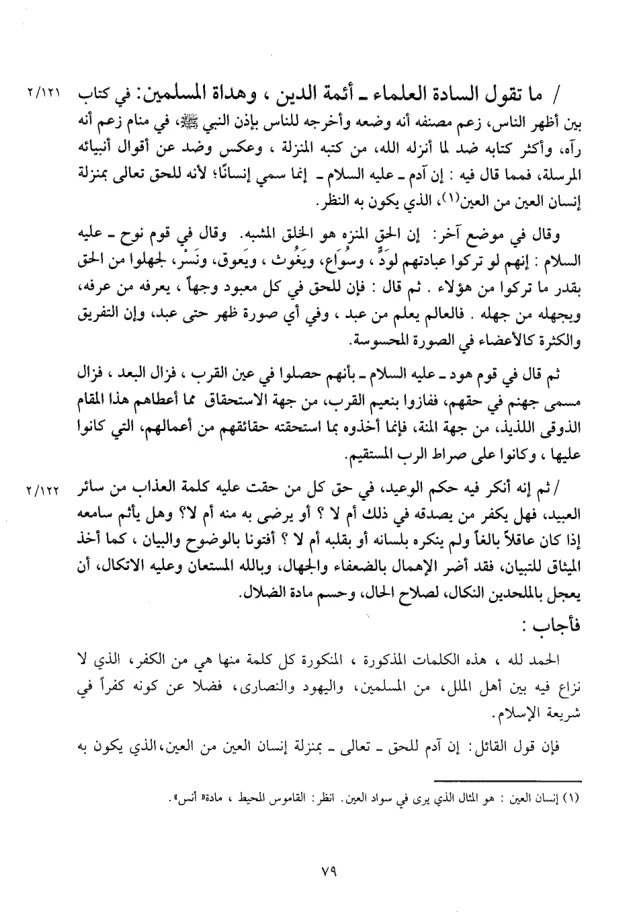 / ما تقول السادة العلماء ـ أئمة الدين ، وهداة المسلمين: في كتاب ٢/١٢١
بين أظهر الناس، زعم مصنفه أنه وضعه وأخرجه للناس بإذن النبي ﷺ، في منام زعم أنه
رآه، وأكثر كتابه ضد لما أنزله الله، من كتبه المنزلة ، وعكس وضد عن أقوال أنبيائه
المرسلة، فمما قال فيه : إن آدم ـ عليه السلام ـ إنما سمي إنسانًا؛ لأنه للحق تعالى بمنزلة
إنسان العين من العين(١)، الذي يكون به النظر.
وقال في موضع آخر: إن الحق المنزه هو الخلق المشبه. وقال في قوم نوح ـ عليه
السلام : إنهم لو تركوا عبادتهم لوَدٍّ ، وسُوَاع، ويَغُوث ، ويَعوق، ونَسْر، لجهلوا من الحق
بقدر ما تركوا من هؤلاء . ثم قال : فإن للحق في كل معبود وجهاً ، يعرفه من عرفه،
ويجهله من جهله . فالعالم يعلم من عبد ، وفي أي صورة ظهر حتى عبد، وإن التفريق
والكثرة كالأعضاء في الصورة المحسوسة.
ثم قال في قوم هود ـ عليه السلام ـ بأنهم حصلوا في عين القرب ، فزال البعد ، فزال
مسمى جهنم في حقهم، ففازوا بنعيم القرب، من جهة الاستحقاق مما أعطاهم هذا المقام
الذوقي اللذيذ، من جهة المنة، فإنما أخذوه بما استحقته حقائقهم من أعمالهم، التي كانوا
عليها ، وكانوا على صراط الرب المستقيم.
/ ثم إنه أنكر فيه حكم الوعيد، في حق كل من حقت عليه كلمة العذاب من سائر ٢/١٢٢
العبيد، فهل يكفر من يصدقه في ذلك أم لا ؟ أو يرضى به منه أم لا؟ وهل يأثم سامعه
إذا كان عاقلاً بالغاً ولم ينكره بلسانه أو بقلبه أم لا ؟ أفتونا بالوضوح والبيان ، كما أخذ
الميثاق للتبيان، فقد أضر الإهمال بالضعفاء والجهال، وبالله المستعان وعليه الاتكال، أن
يعجل بالملحدين النكال، لصلاح الحال، وحسم مادة الضلال.
فأجاب :
الحمد لله ، هذه الكلمات المذكورة ، المنكورة كل كلمة منها هي من الكفر، الذي لا
نزاع فيه بين أهل الملل، من المسلمين، واليهود والنصارى، فضلا عن كونه كفراً في
شريعة الإسلام.
فإن قول القائل: إن آدم للحق ـ تعالى ـ بمنزلة إنسان العين من العين،الذي يكون به
(١) إنسان العين : هو المثال الذي يرى في سواد العين. انظر: القاموس المحيط ، مادة« أنس».
٧٩